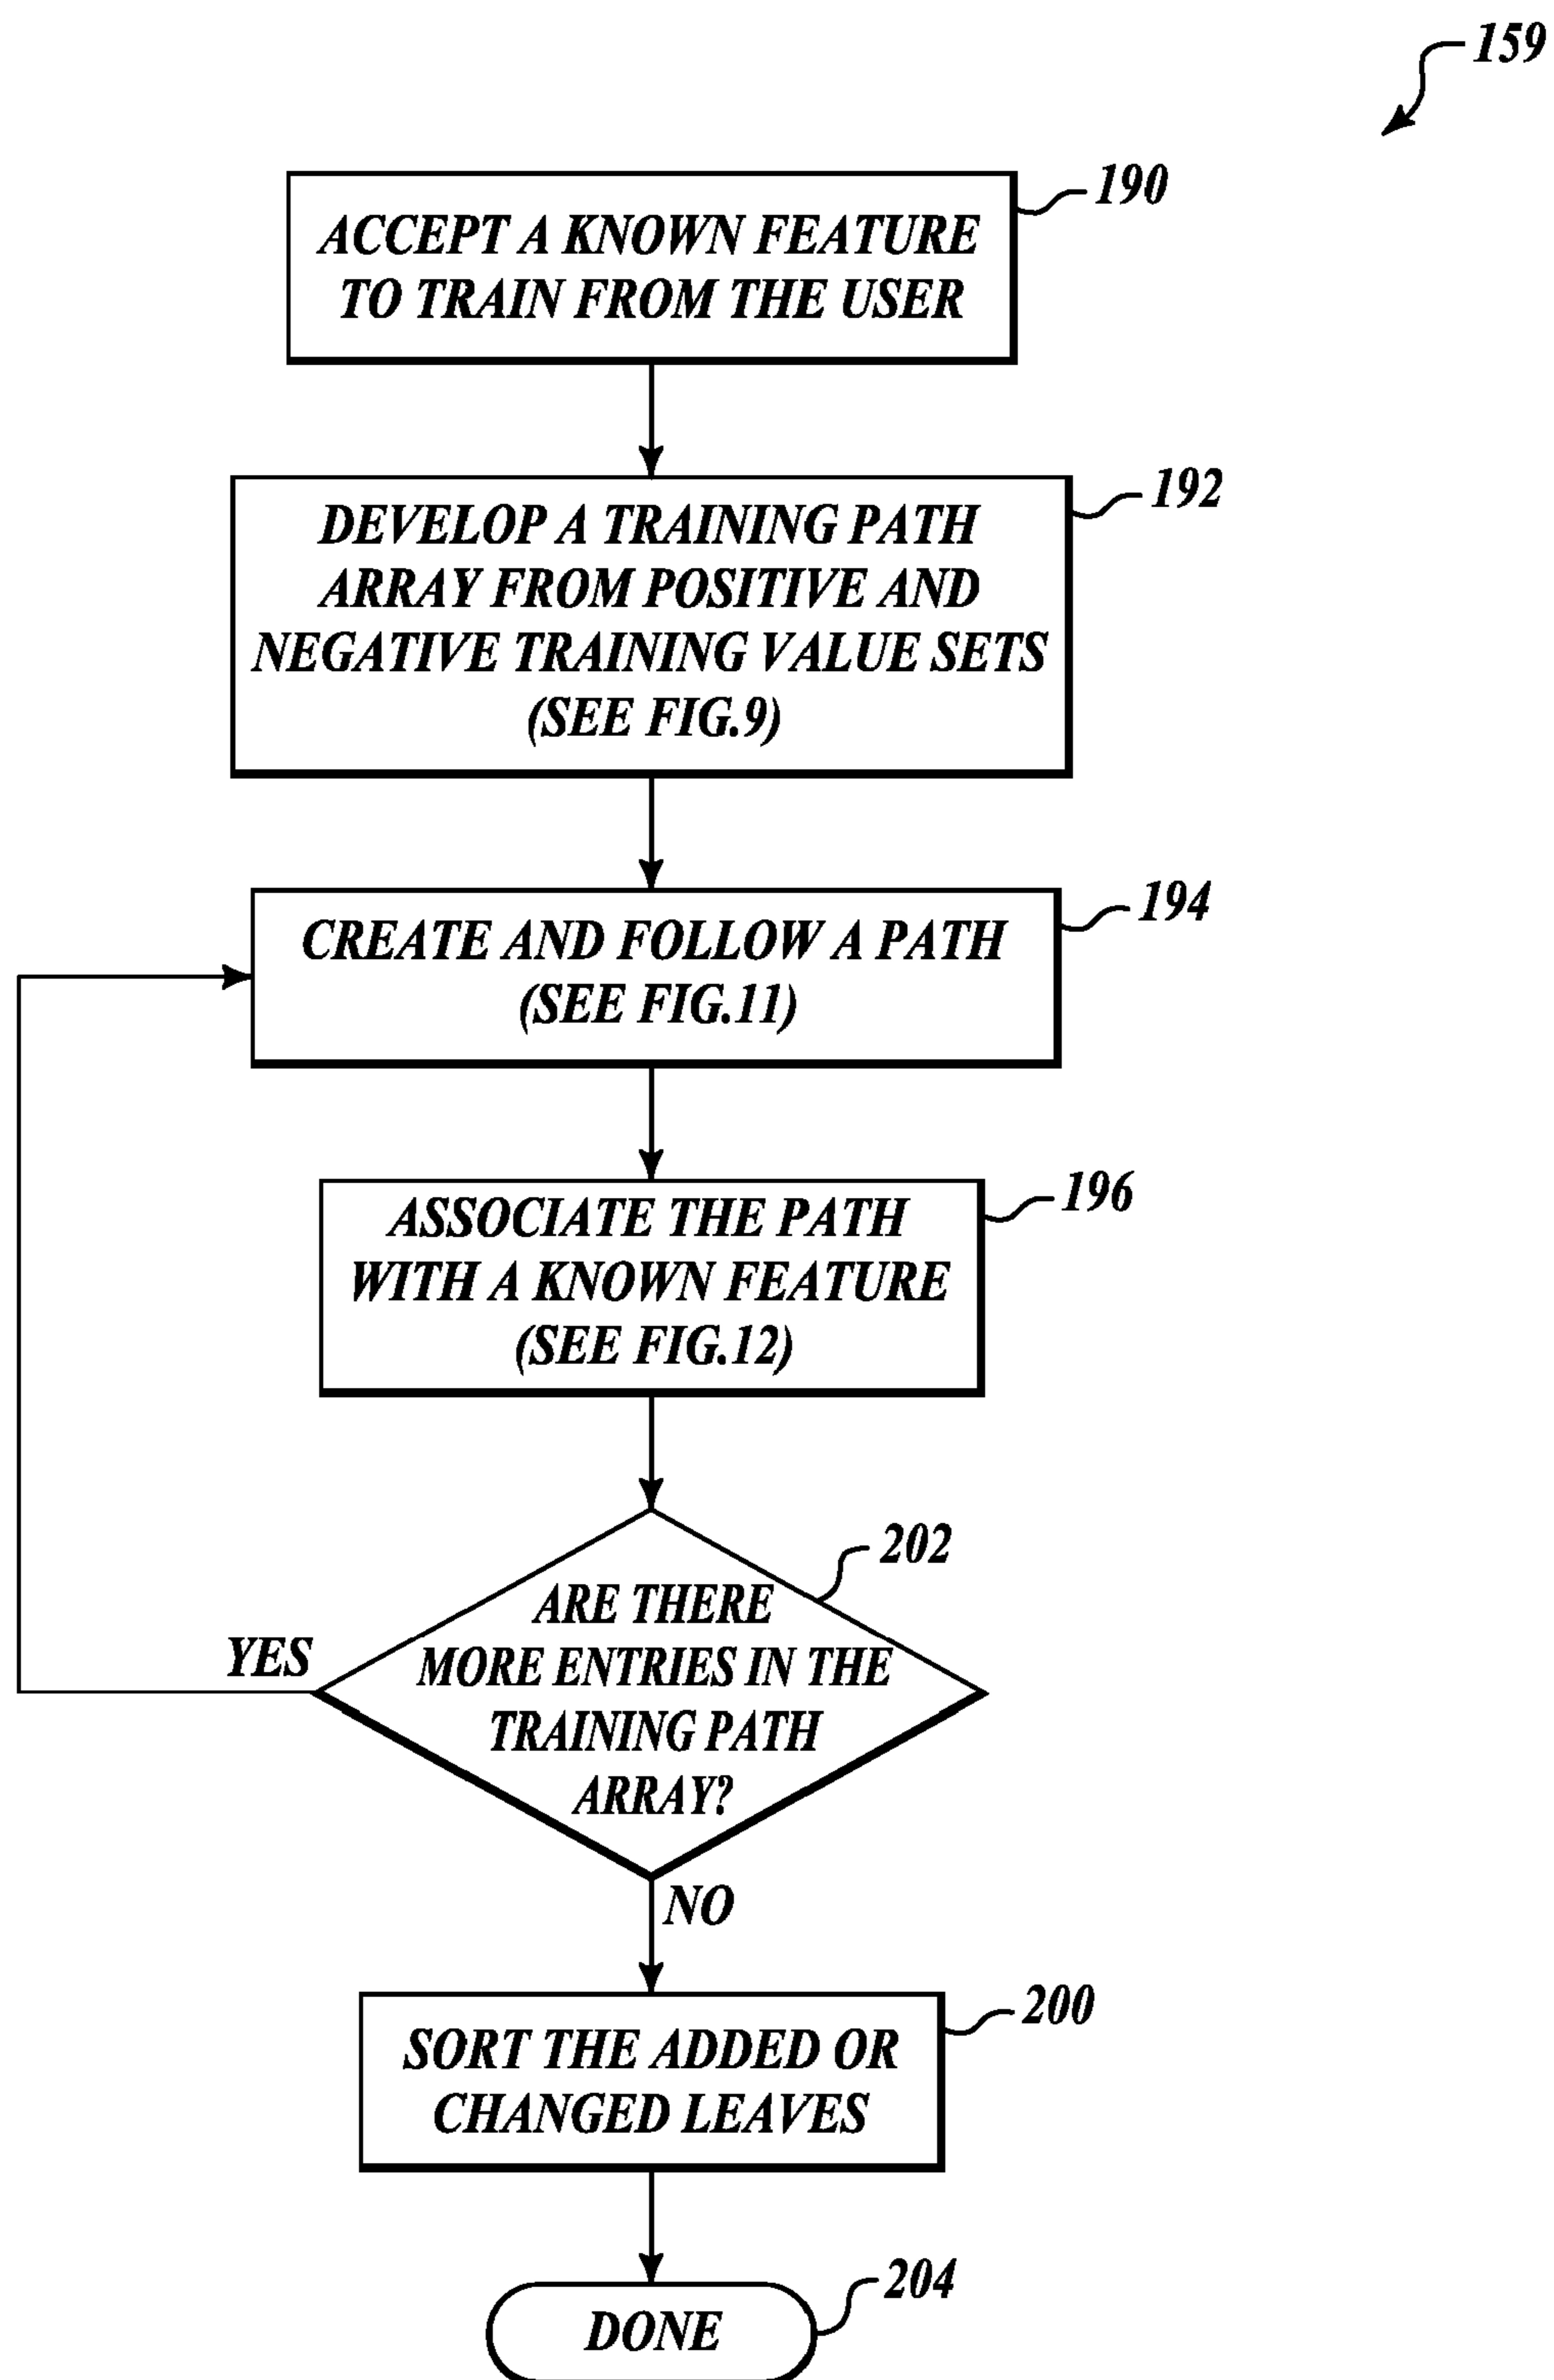 159
190
ACCEPT A KNOWN FEATURE
TO TRAIN FROM THE USER
192
DEVELOP A TRAINING PATH
ARRAY FROM POSITIVE AND
NEGATIVE TRAINING VALUE SETS
(SEE FIG.9)
194
CREATE AND FOLLOW A PATH
(SEE FIG.11)
196
ASSOCIATE THE PATH
WITH A KNOWN FEATURE
(SEE FIG.12)
202
ARE THERE
MORE ENTRIES IN THE
TRAINING PATH
ARRAY?
YES
NO
200
SORT THE ADDED OR
CHANGED LEAVES
204
DONE